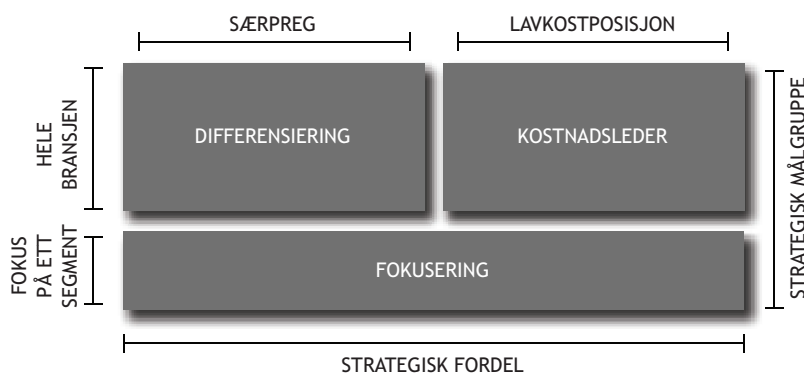 SÆRPREG
LAVKOSTPOSISJON
HELE
BRANSJEN
DIFFERENSIERING
KOSTNADSLEDER
STRATEGISK MÅLGRUPPE
FOKUS
PÅ ETT
SEGMENT
FOKUSERING
STRATEGISK FORDEL